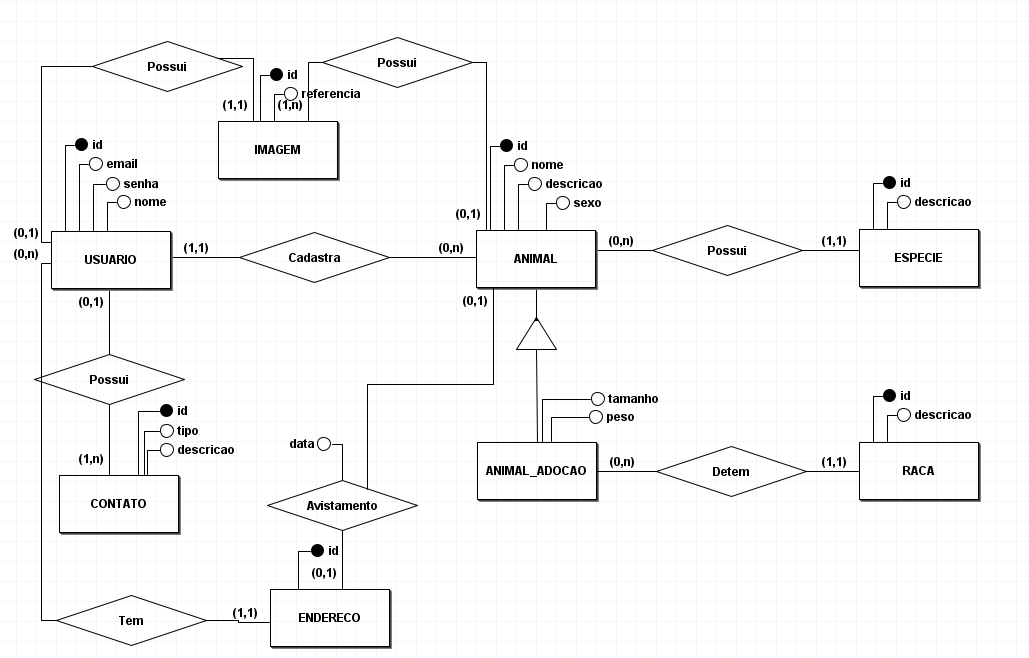 Possui
Possui
id
referencia
(1,1)
(1,n)
IMAGEM
id
email
senha
nome
(0,1)
(0,n)
USUARIO
(1,1)
Cadastra
(0,n)
id
nome
descricao
sexo
(0,1)
ANIMAL
(0,n)
Possui
(1,1)
id
descricao
ESPECIE
(0,1)
(0,1)
Possui
(1,n)
id
tipo
descricao
CONTATO
data
Avistamento
tamanho
peso
ANIMAL_ADOCAO
(0,n)
Detem
(1,1)
id
descricao
RACA
id
(0,1)
ENDERECO
Tem
(1,1)